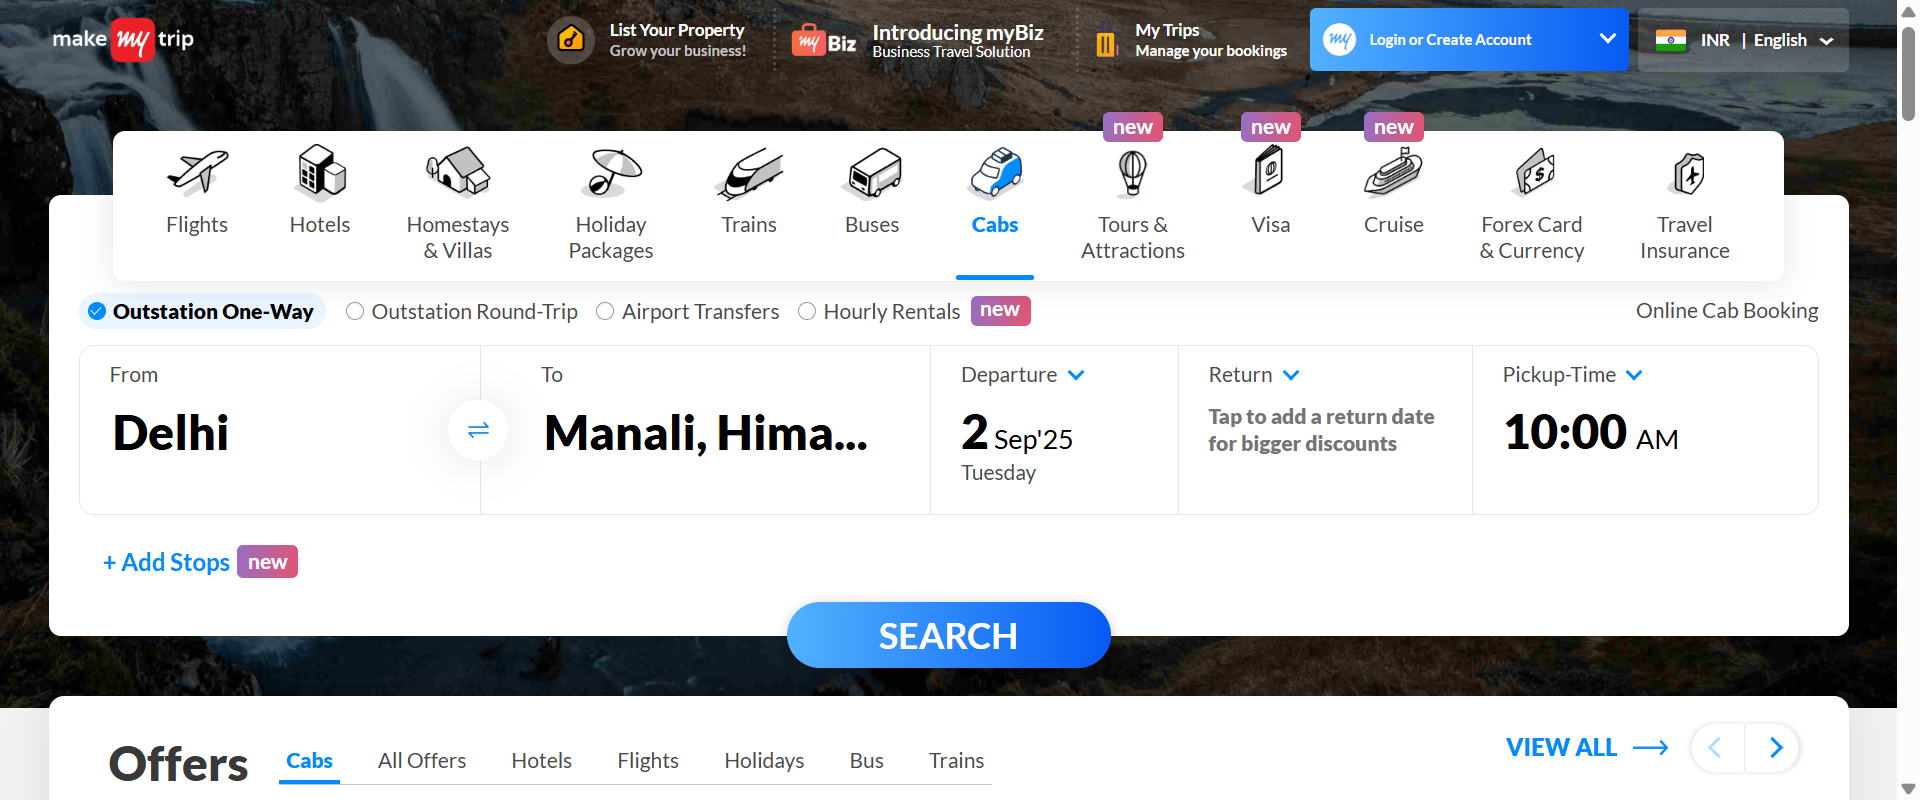 make my trip
List Your Property
Grow your business!
my Biz
Introducing myBiz
Business Travel Solution
My Trips
Manage your bookings
my
Login or Create Account
INR | English
new
new
new
Flights
Hotels
Homestays
& Villas
Holiday
Packages
Trains
Buses
Cabs
Tours &
Attractions
Visa
Cruise
Forex Card
& Currency
Travel
Insurance
Outstation One-Way
Outstation Round-Trip
Airport Transfers
Hourly Rentals
new
Online Cab Booking
From
Delhi
To
Manali, Hima...
Departure
2 Sep'25
Tuesday
Return
Tap to add a return date
for bigger discounts
Pickup-Time
10:00 AM
+ Add Stops
new
SEARCH
Offers
Cabs
All Offers
Hotels
Flights
Holidays
Bus
Trains
VIEW ALL